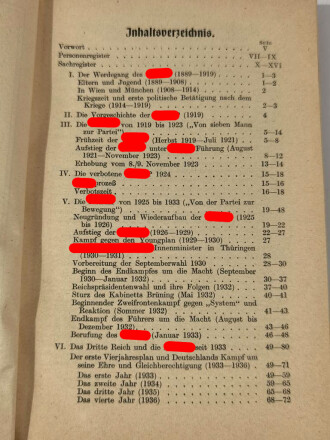 Inhaltsverzeichnis.
Seite
Vorwort V
Personenregister VII–IX
Sachregister X–XVI
I. Der Werdegang des (1889–1919) 1–3
Eltern und Jugend (1889–1908) 1–2
In Wien und München (1908–1914) 2
Kriegszeit und erste politische Betätigung nach dem
Kriege (1914–1919) 2–3
II. Die Vorgeschichte der (1919) 4
III. Die von 1919 bis 1923 („Von sieben Mann
zur Partei") 5–14
Frühzeit der (Herbst 1919–Juli 1921) 5–8
Aufstieg der unter Führung (August
1921–November 1923) 8–12
Erhebung vom 8./9. November 1923 13–14
IV. Die verbotene 1924 15–18
prozeß 15–16
Verbotszeit 16–18
V. Die von 1925 bis 1933 („Von der Partei zur
Bewegung") 19–48
Neugründung und Wiederaufbau der (1925
bis 1926) 19–22
Aufstieg der (1926–1929) 22–27
Kampf gegen den Youngplan (1929–1930) 27
Innenminister in Thüringen
(1930–1931) 28
Vorbereitung der Septemberwahl 1930 28–30
Beginn des Endkampfes um die Macht (September
1930–Januar 1932) 30–37
Reichspräsidentenwahl und ihre Folgen (1932) 37–40
Sturz des Kabinetts Brüning (Mai 1932) 40–41
Beginnender Zweifrontenkampf gegen „System" und
Reaktion (Sommer 1932) 41–43
Endkampf des Führers um die Macht (August bis
Dezember 1932) 43–46
Berufung des (Januar 1933) 46–48
VI. Das Dritte Reich und die seit 1933 49–80
Der erste Vierjahresplan und Deutschlands Kampf um
seine Ehre und Gleichberechtigung (1933–1936) 49–71
Das erste Jahr (1933) 49–59
Das zweite Jahr (1934) 59–65
Das dritte Jahr (1935) 65–68
Das vierte Jahr (1936) 68–72